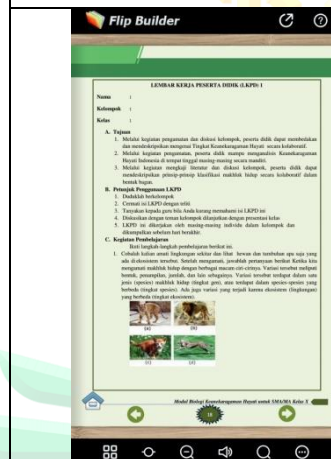 Flip Builder
LEMBAR KERJA PESERTA DIDIK (LKPD) 1
Nama :
Kelompok :
Kelas :
A. Tujuan
1. Melalui kegiatan pengamatan dan diskusi kelompok, peserta didik dapat membedakan
dan mendeskripsikan mengenai Tingkat Keanekaragaman Hayati secara kolaboratif.
2. Melalui kegiatan pengamatan, peserta didik mampu menganalisis Keanekaragaman
Hayati Indonesia di tempat tinggal masing-masing secara mandiri.
3. Melalui kegiatan mengkaji literatur dan diskusi kelompok, peserta didik dapat
mendeskripsikan prinsip-prinsip klasifikasi makhluk hidup secara kolaboratif dalam
bentuk bagan.
B. Petunjuk Penggunaan LKPD
1. Duduklah berkelompok
2. Cermati isi LKPD dengan teliti
3. Tanyakan kepada guru bila Anda kurang memahami isi LKPD ini
4. Diskusikan dengan teman kelompok dilanjutkan dengan presentasi kelas
5. LKPD ini dikerjakan oleh masing-masing individu dalam kelompok dan
dikumpulkan sebelum hari berakhir.
C. Kegiatan Pembelajaran
Ikuti langkah-langkah pembelajaran berikut ini.
1. Cobalah kalian amati lingkungan sekitar dan lihat hewan dan tumbuhan apa saja yang
ada di ekosistem tersebut. Setelah mengamati, jawablah pertanyaan berikut Ketika kita
mengamati makhluk hidup dengan berbagai macam ciri-cirinya. Variasi tersebut meliputi
bentuk, penampilan, jumlah, dan lain sebagainya. Variasi tersebut terdapat dalam satu
jenis (spesies) makhluk hidup (tingkat gen), atau terdapat dalam spesies-spesies yang
berbeda (tingkat spesies). Ada juga variasi yang terjadi karena ekosistem (lingkungan)
yang berbeda (tingkat ekosistem).
(a) (b)
(c) (d)
Modul Biologi Keanekaragaman Hayati untuk SMA/MA Kelas X